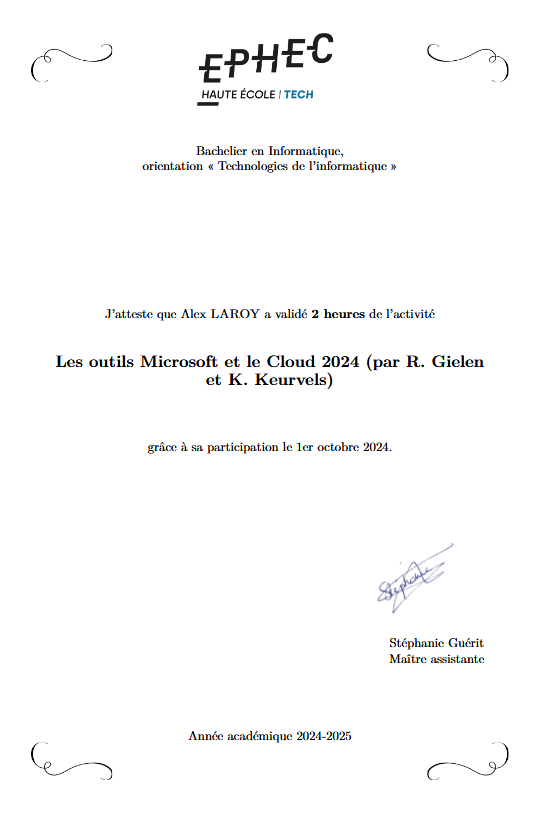 EPHEC
HAUTE ÉCOLE | TECH
Bachelier en Informatique,
orientation « Technologies de l'informatique »
J'atteste que Alex LAROY a validé 2 heures de l'activité
Les outils Microsoft et le Cloud 2024 (par R. Gielen
et K. Keurvels)
grâce à sa participation le 1er octobre 2024.
Stéphanie
Stéphanie Guérit
Maître assistante
Année académique 2024-2025